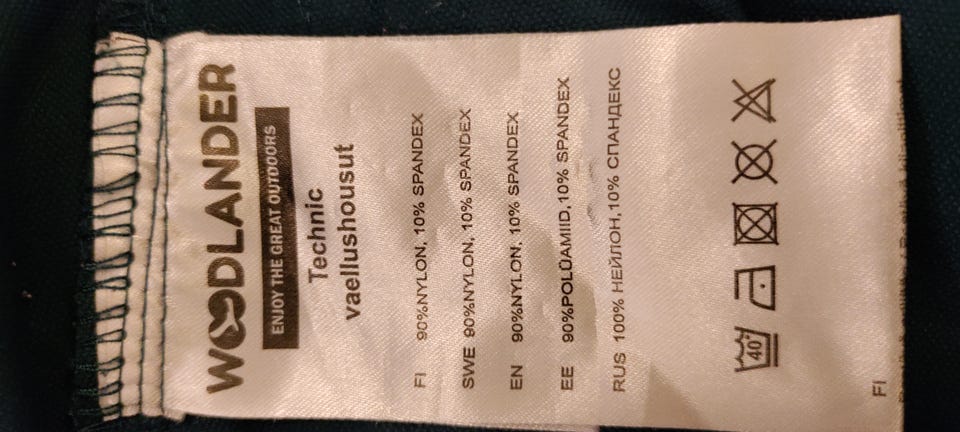 WOODLANDER
ENJOY THE GREAT OUTDOORS
Technic
vaellushousut
FI 90%NYLON, 10% SPANDEX
SWE 90%NYLON, 10% SPANDEX
EN 90%NYLON, 10% SPANDEX
EE 90%POLÜAMIID,10% SPANDEX
RUS 100% НЕЙЛОН,10% СПАНДЕКС
40°
FI